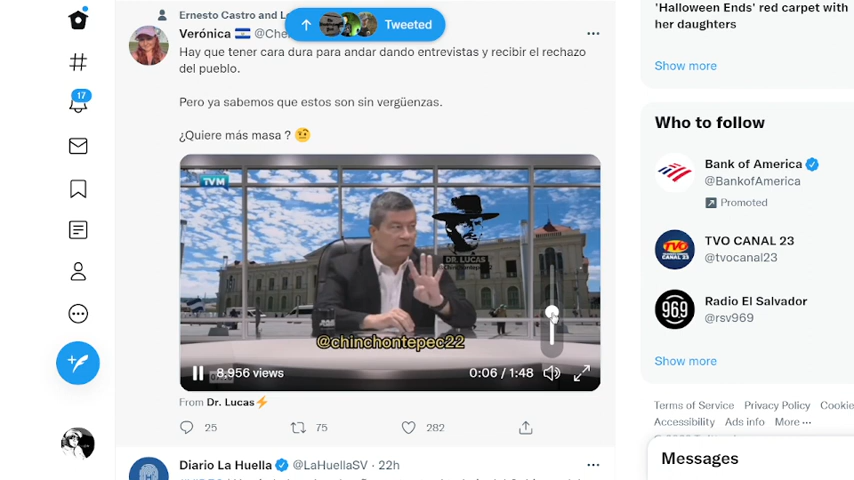 Ernesto Castro and
Tweeted
Verónica
Hay que tener cara dura para andar dando entrevistas y recibir el rechazo
del pueblo.
Pero ya sabemos que estos son sin vergüenzas.
¿Quiere más masa ?
TVM
DR. LUCAS
@chinchontepec22
8,956 views
0:06 / 1:48
From Dr. Lucas
25
75
282
Diario La Huella @LaHuellaSV · 22h
17
'Halloween Ends' red carpet with
her daughters
Show more
Who to follow
Bank of America
@BankofAmerica
Promoted
TVO
TVO CANAL 23
@tvocanal23
96.9
Radio El Salvador
@rsv969
Show more
Terms of Service Privacy Policy Cookie
Accessibility Ads info More
Messages